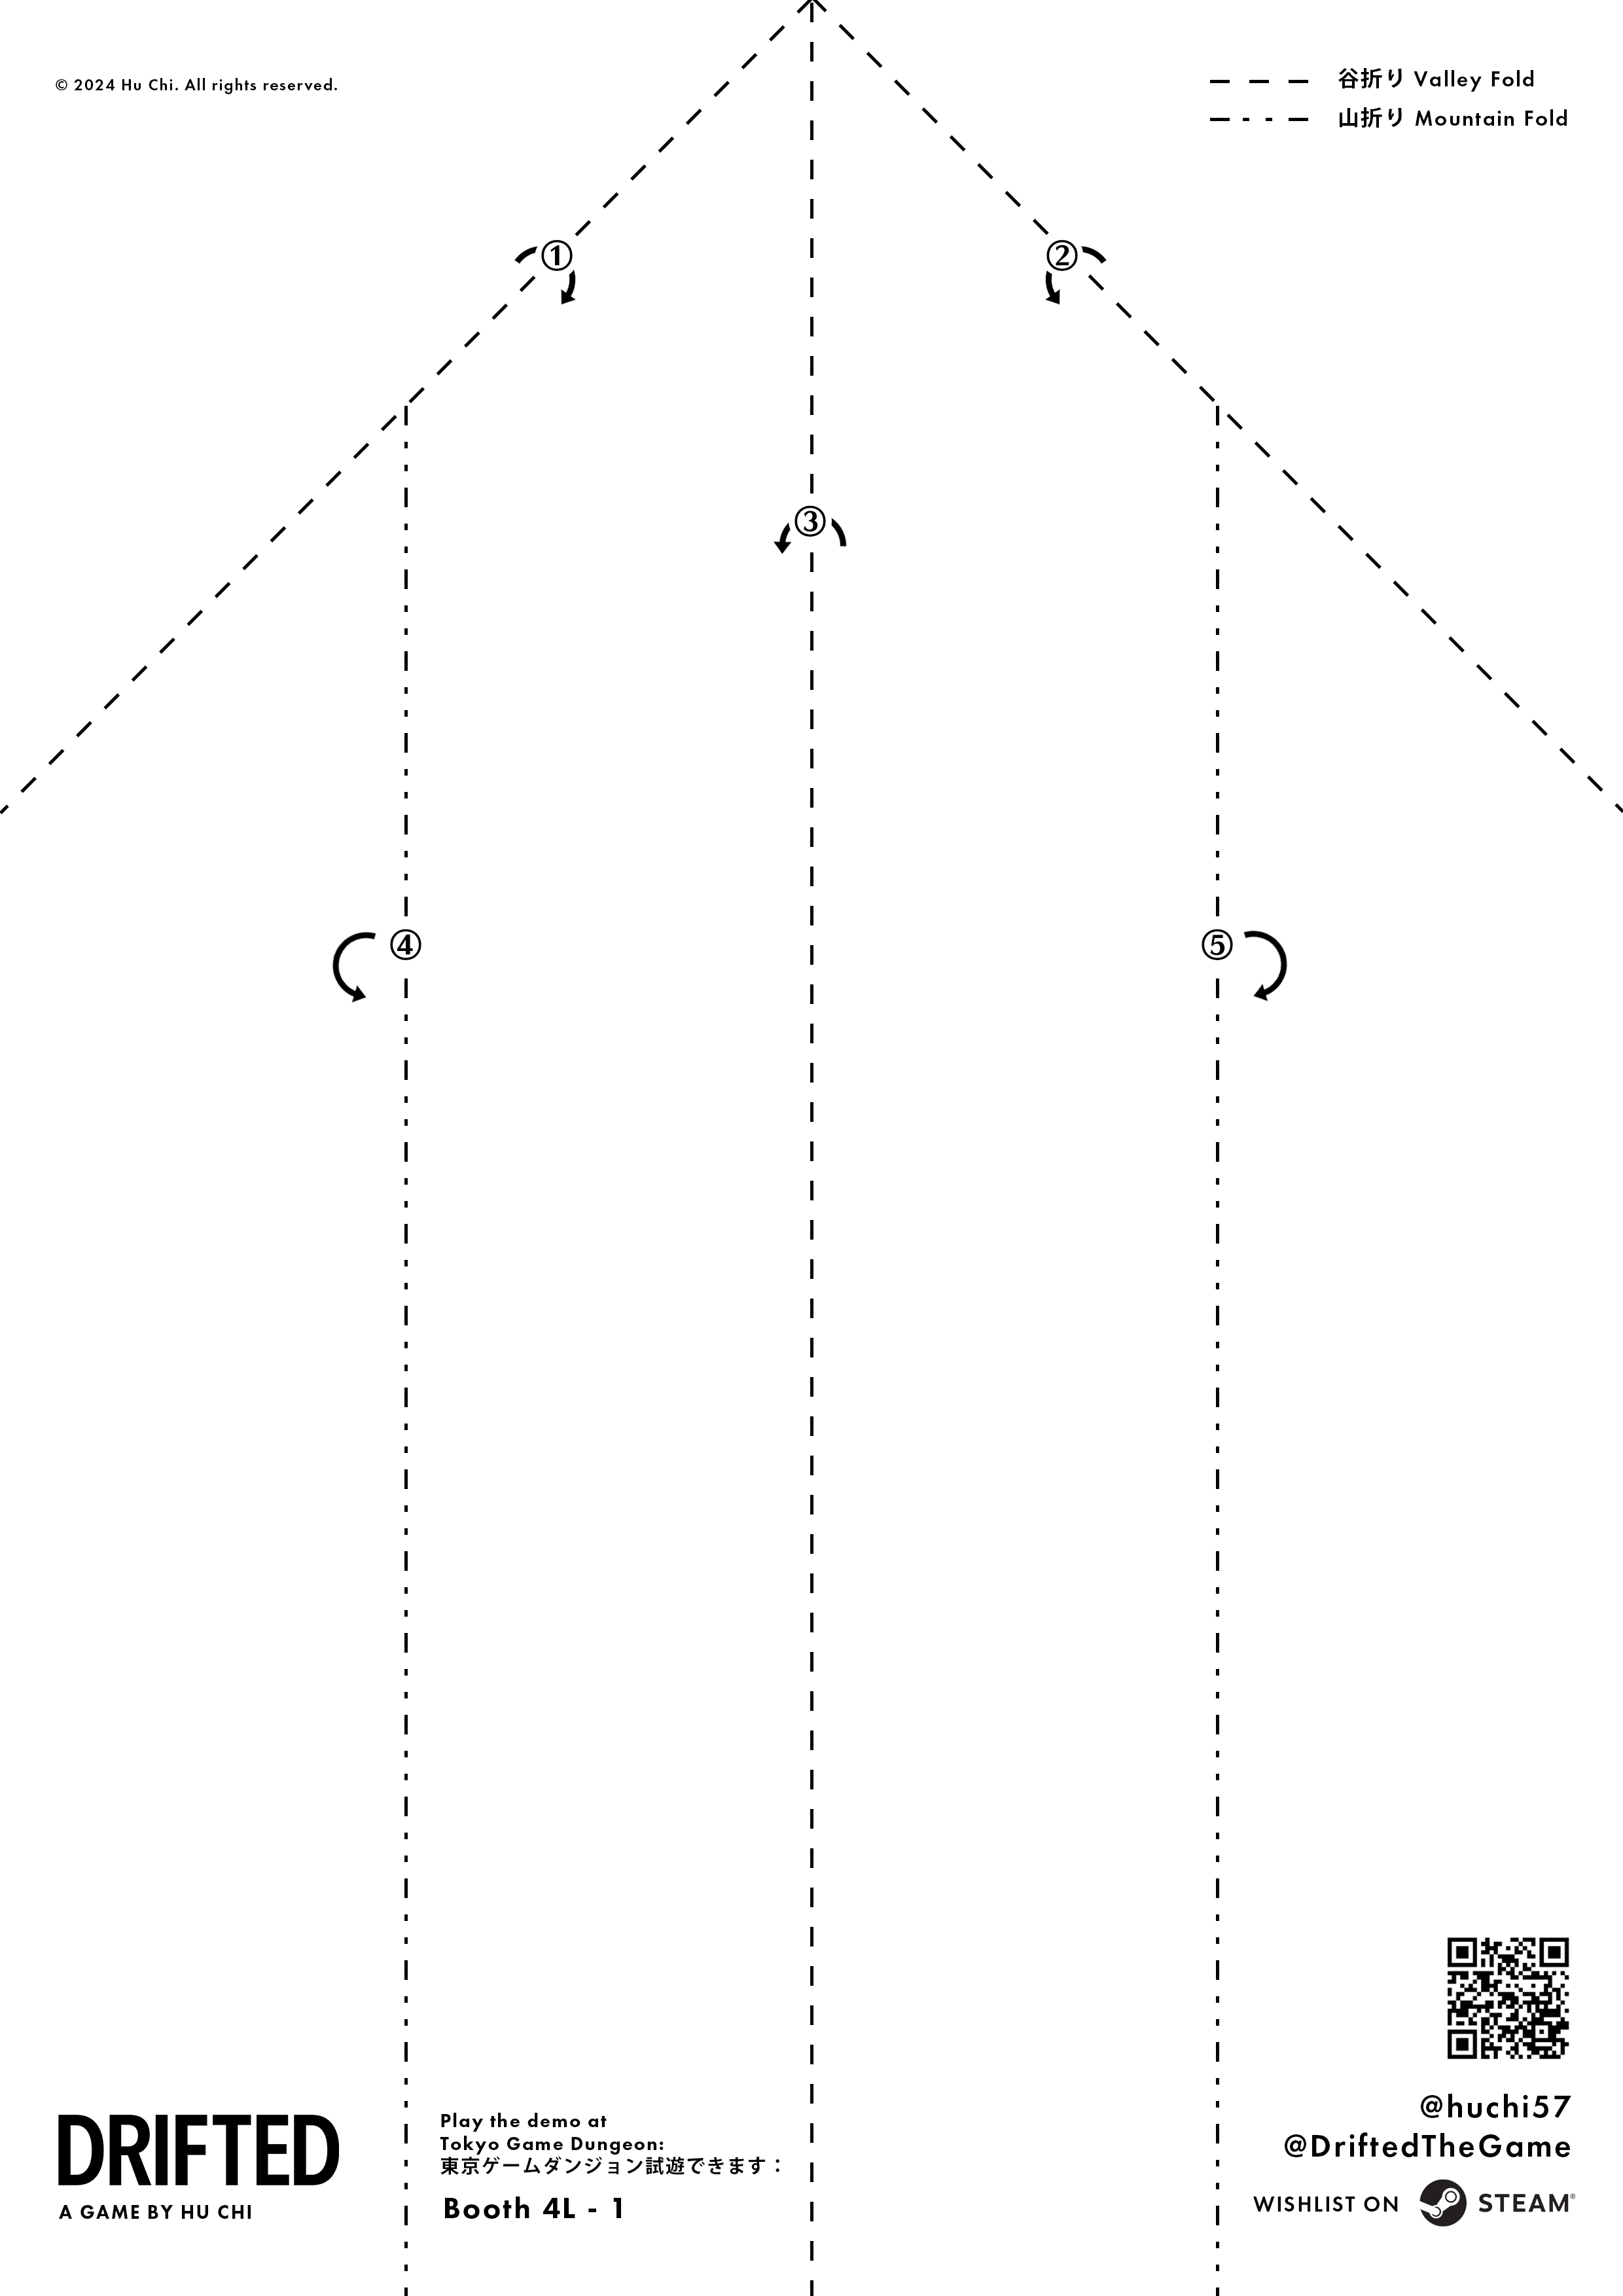 © 2024 Hu Chi. All rights reserved.
谷折り Valley Fold
山折り Mountain Fold
①
②
③
④
⑤
DRIFTED
A GAME BY HU CHI
Play the demo at
Tokyo Game Dungeon:
東京ゲームダンジョン試遊できます：
Booth 4L - 1
@huchi57
@DriftedTheGame
WISHLIST ON STEAM®